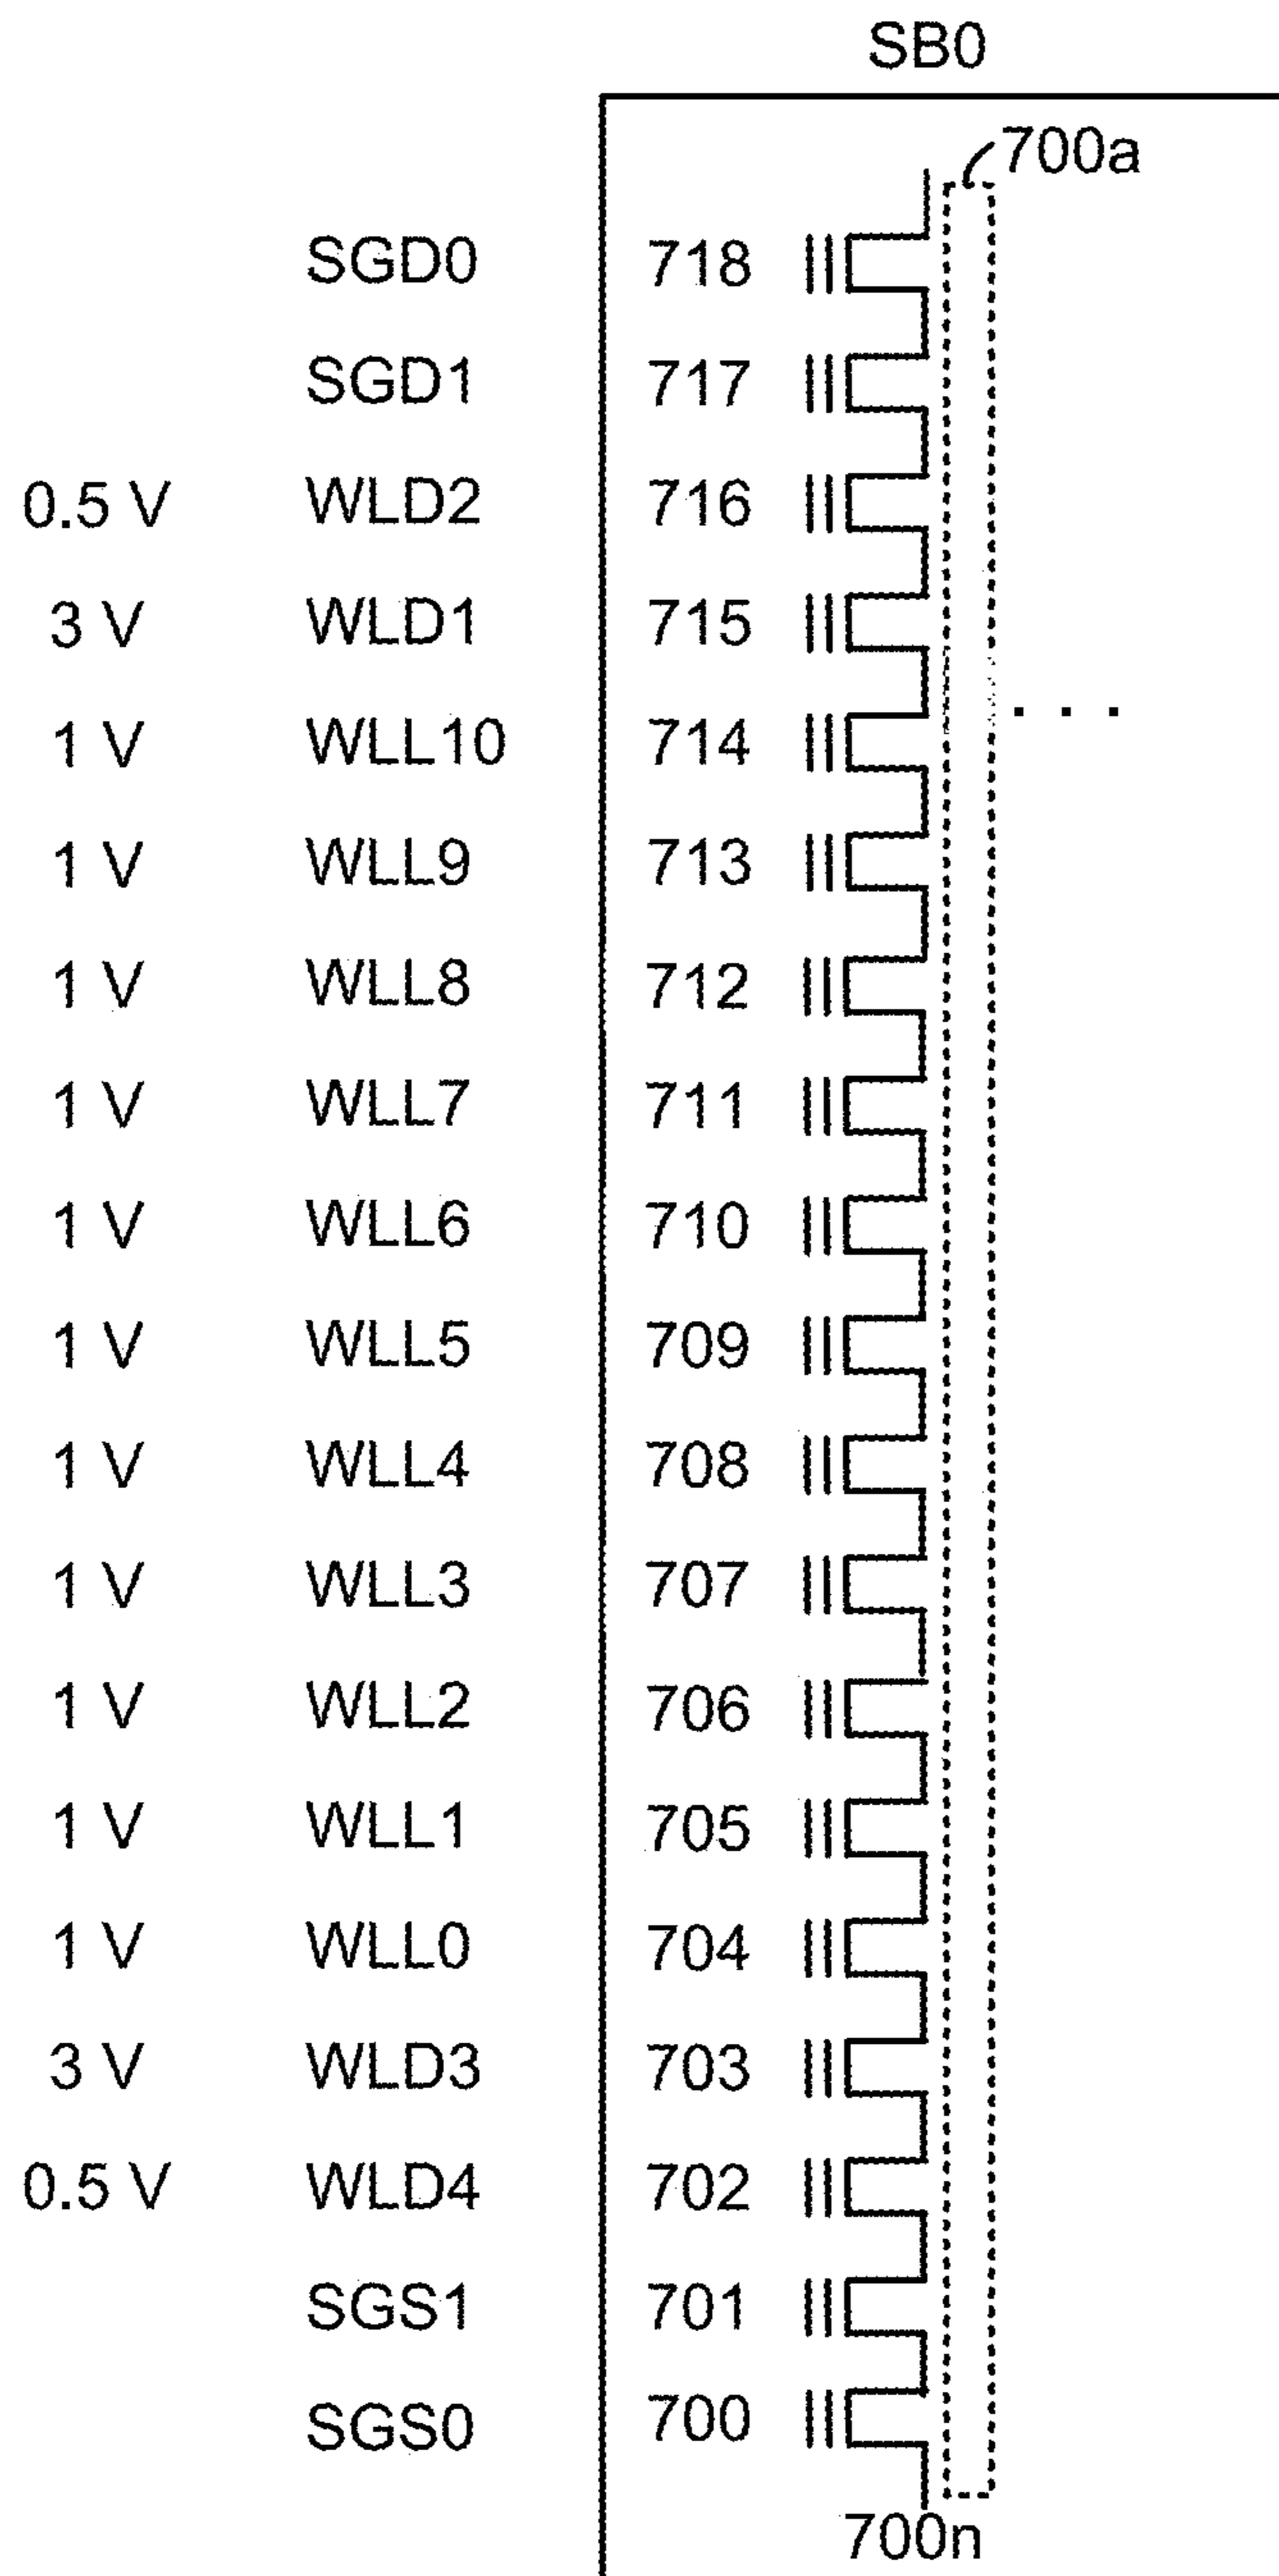 SB0
700a
SGD0 718
SGD1 717
0.5 V WLD2 716
3 V WLD1 715
1 V WLL10 714
. . .
1 V WLL9 713
1 V WLL8 712
1 V WLL7 711
1 V WLL6 710
1 V WLL5 709
1 V WLL4 708
1 V WLL3 707
1 V WLL2 706
1 V WLL1 705
1 V WLL0 704
3 V WLD3 703
0.5 V WLD4 702
SGS1 701
SGS0 700
700n